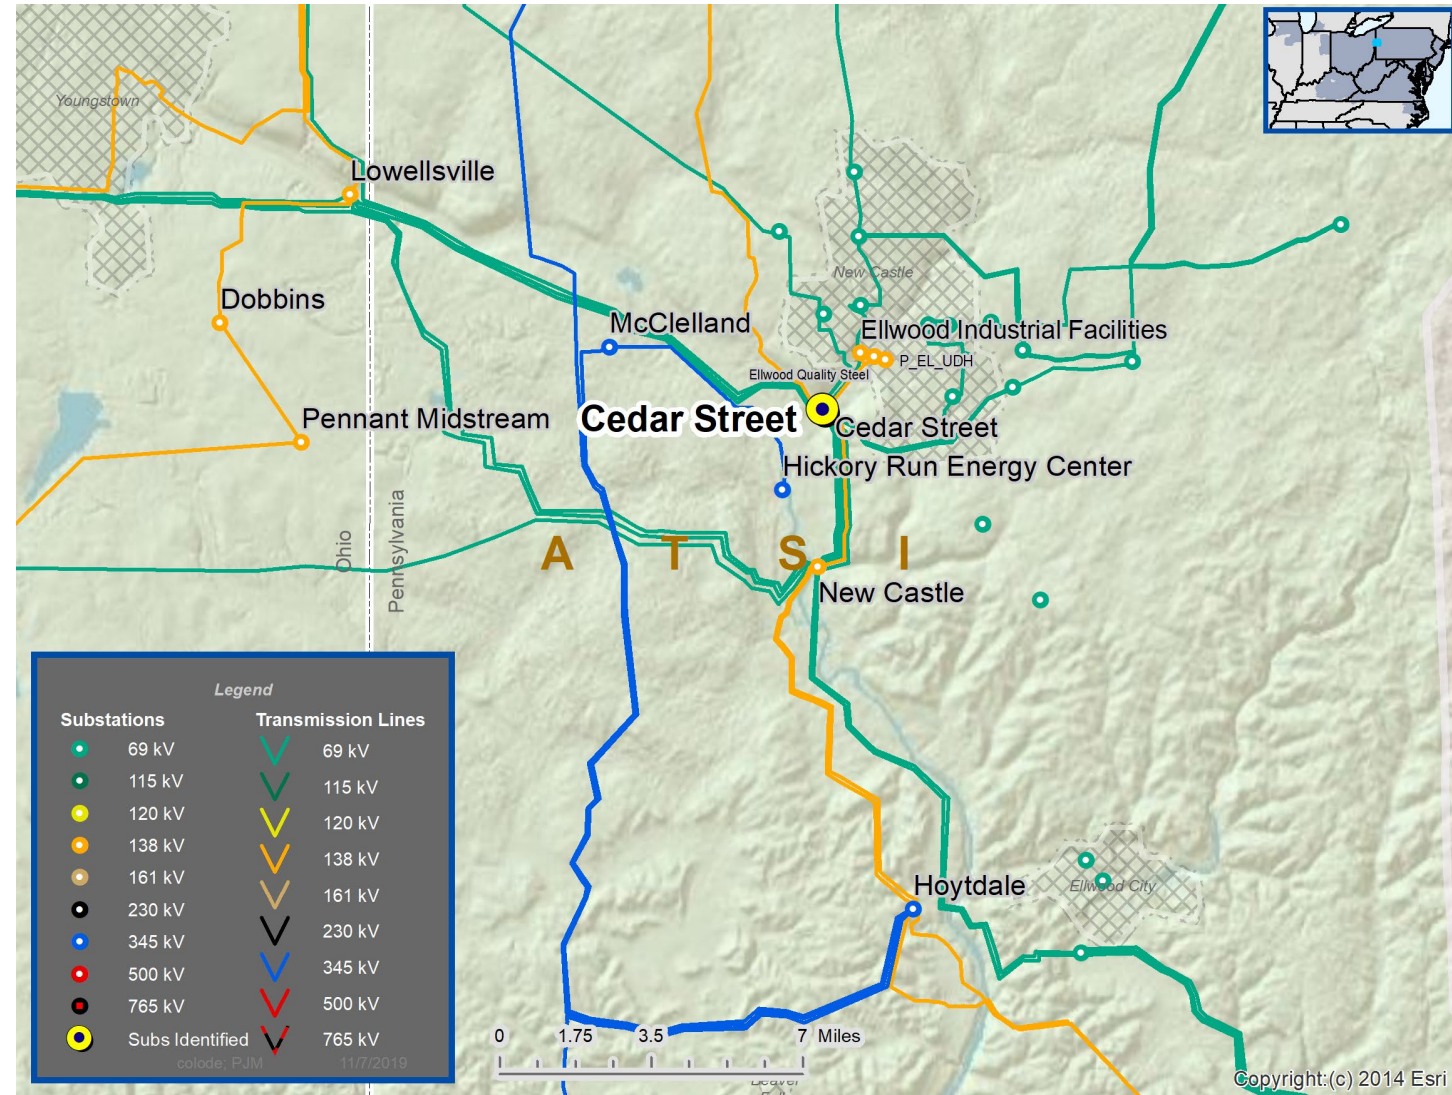 Youngstown
Lowellsville
New Castle
Dobbins
McClelland
Ellwood Industrial Facilities
P_EL_UDH
Ellwood Quality Steel
Cedar Street
Cedar Street
Pennant Midstream
Hickory Run Energy Center
Ohio
Pennsylvania
A T S I
New Castle
Hoytdale
Ellwood City
Legend
Substations Transmission Lines
69 kV 69 kV
115 kV 115 kV
120 kV 120 kV
138 kV 138 kV
161 kV 161 kV
230 kV 230 kV
345 kV 345 kV
500 kV 500 kV
765 kV 765 kV
Subs Identified
colode; PJM 11/7/2019
0 1.75 3.5 7 Miles
Beaver
Copyright:(c) 2014 Esri